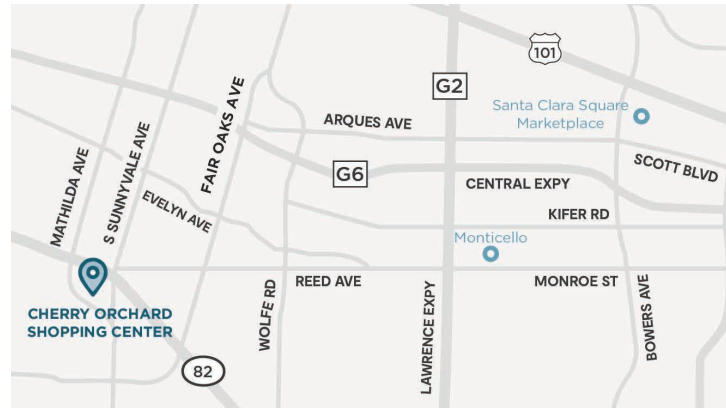 101
G2
FAIR OAKS AVE
Santa Clara Square
Marketplace
ARQUES AVE
S SUNNYVALE AVE
MATHILDA AVE
SCOTT BLVD
G6
CENTRAL EXPY
EVELYN AVE
KIFER RD
Monticello
REED AVE
MONROE ST
CHERRY ORCHARD
SHOPPING CENTER
WOLFE RD
LAWRENCE EXPY
BOWERS AVE
82